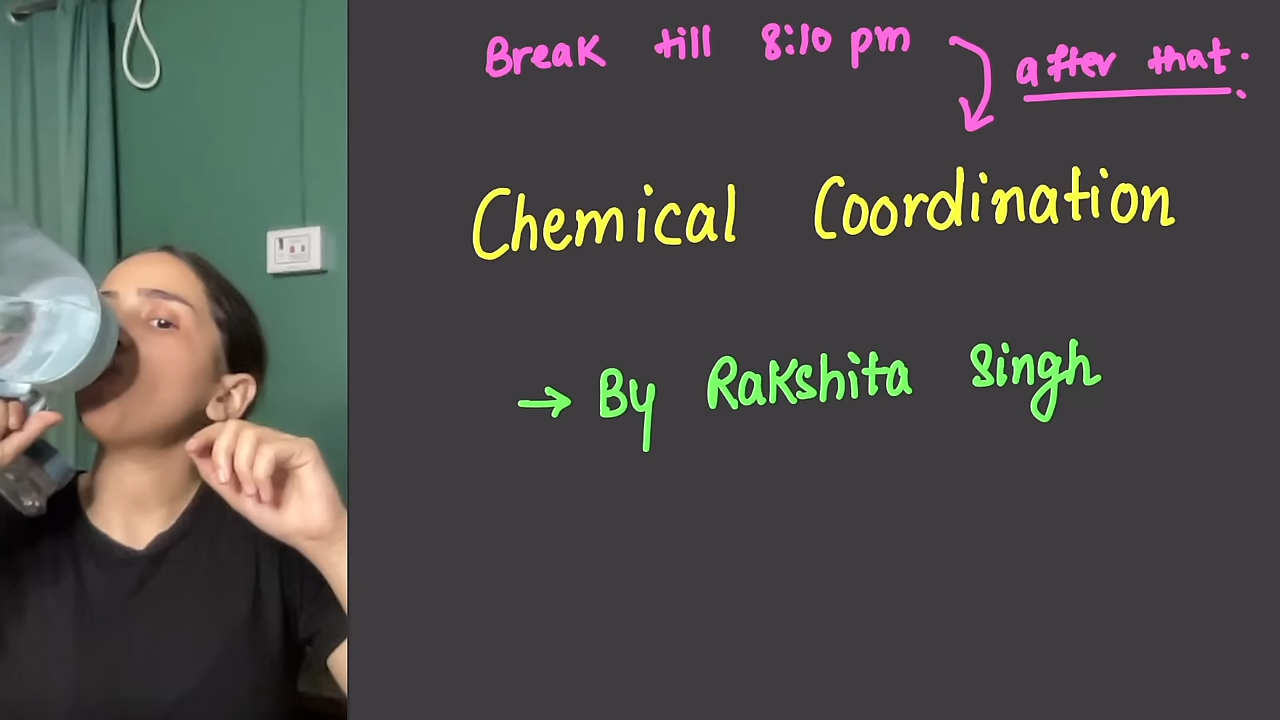 Break till 8:10 pm after that.
Chemical Coordination
→ By Rakshita Singh